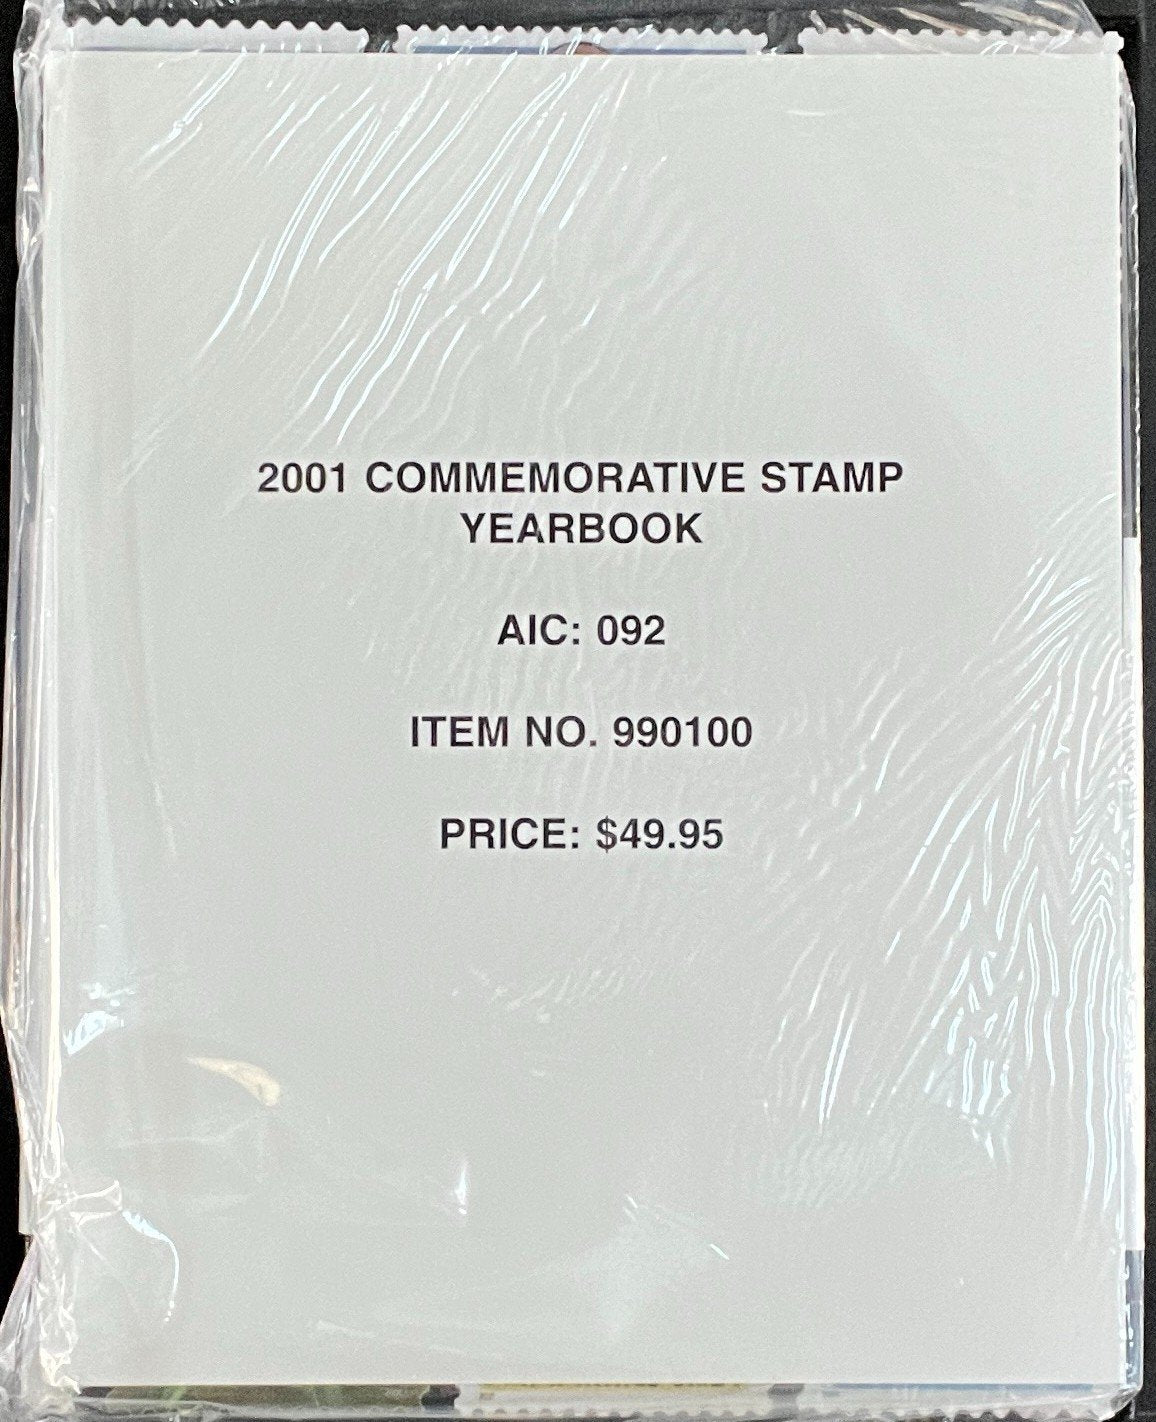 2001 COMMEMORATIVE STAMP
YEARBOOK
AIC: 092
ITEM NO. 990100
PRICE: $49.95